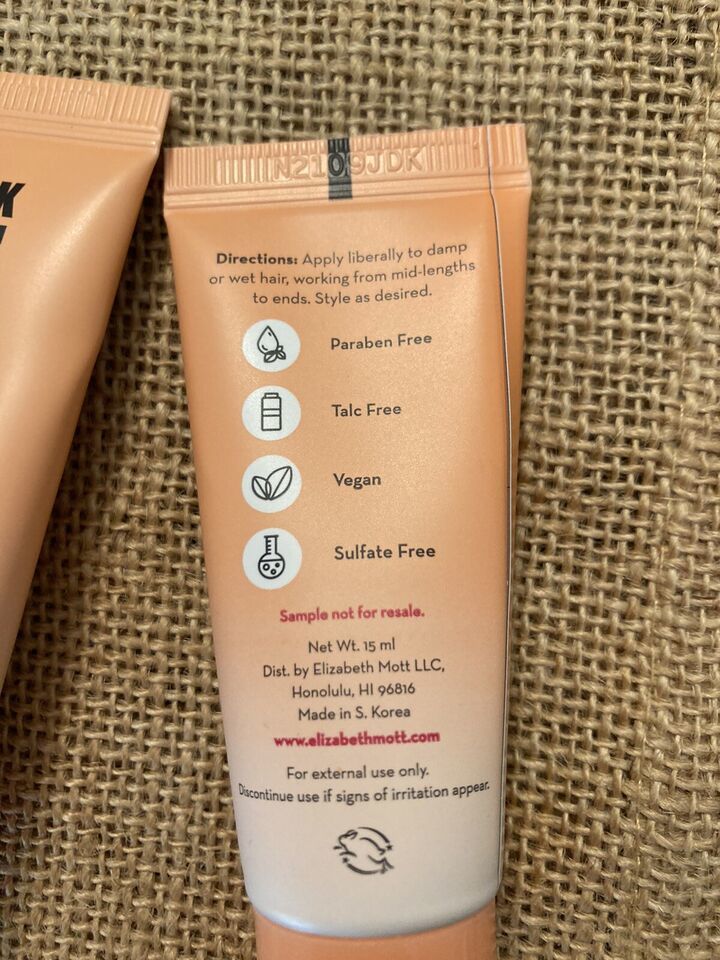 K
N2109JDK
Directions: Apply liberally to damp
or wet hair, working from mid-lengths
to ends. Style as desired.
Paraben Free
Talc Free
Vegan
Sulfate Free
Sample not for resale.
Net Wt. 15 ml
Dist. by Elizabeth Mott LLC,
Honolulu, HI 96816
Made in S. Korea
www.elizabethmott.com
For external use only.
Discontinue use if signs of irritation appear.